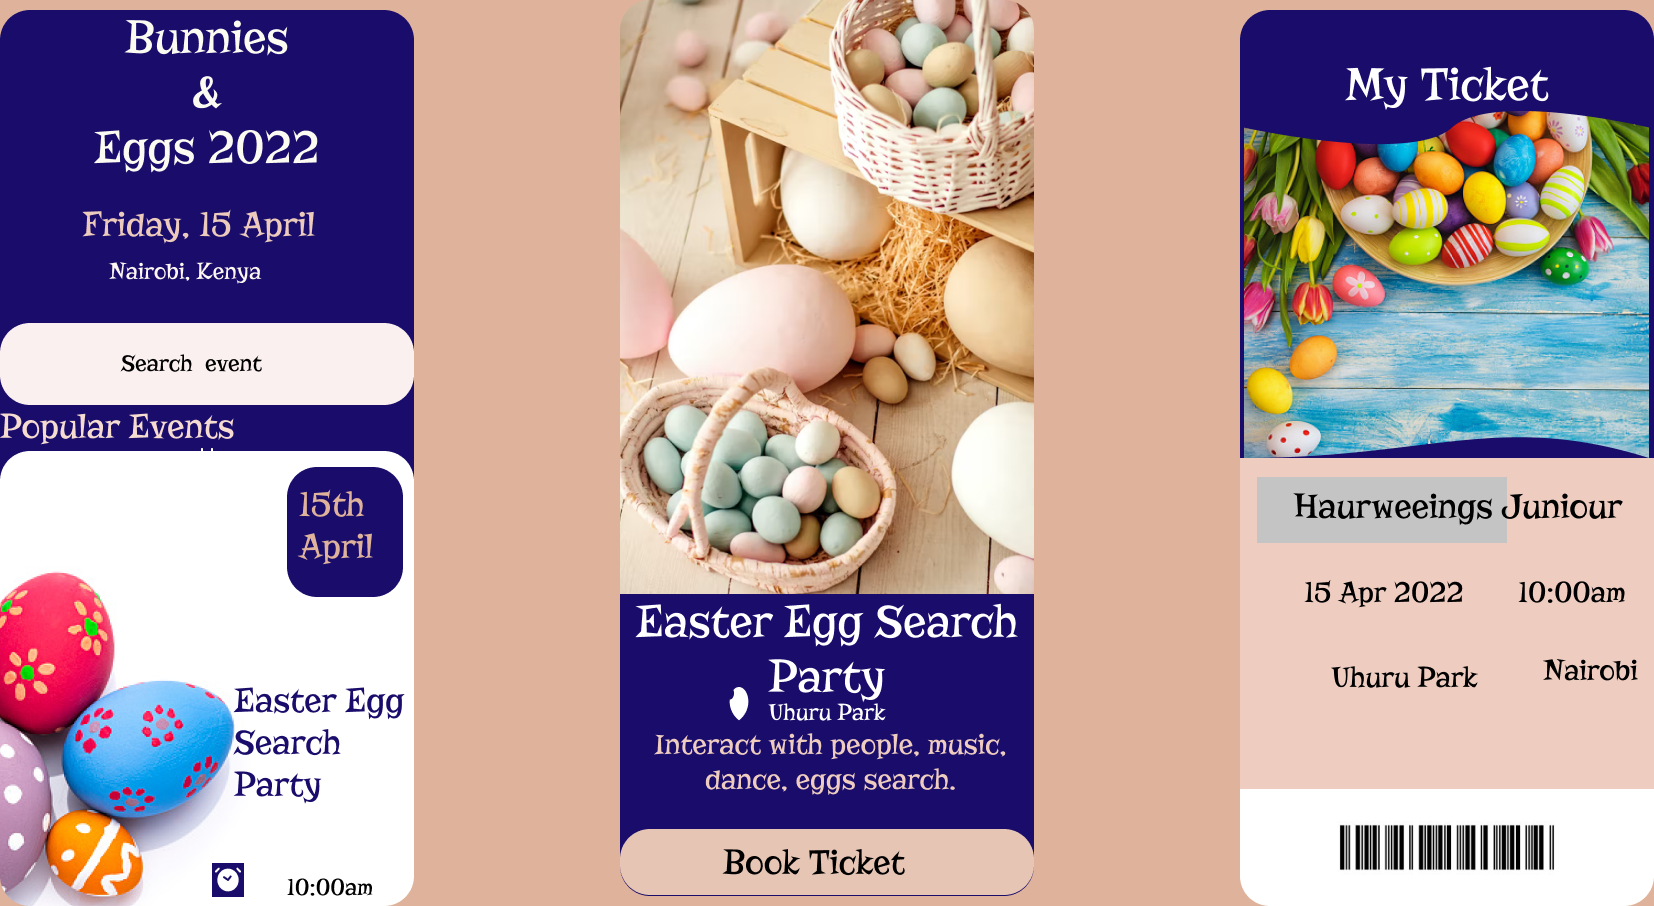 Bunnies
&
Eggs 2022
Friday, 15 April
Nairobi, Kenya
Search event
Popular Events
15th
April
Easter Egg
Search
Party
10:00am
Easter Egg Search
Party
Uhuru Park
Interact with people, music,
dance, eggs search.
Book Ticket
My Ticket
Haurweeings Juniour
15 Apr 2022 10:00am
Uhuru Park Nairobi